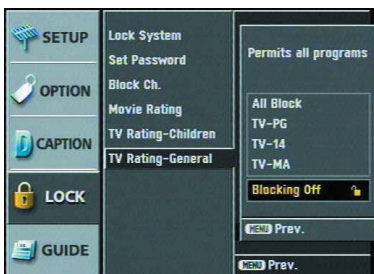 SETUP
OPTION
CAPTION
LOCK
GUIDE
Lock System
Set Password
Block Ch.
Movie Rating
TV Rating-Children
TV Rating-General
Permits all programs
All Block
TV-PG
TV-14
TV-MA
Blocking Off
MENU Prev.
MENU Prev.